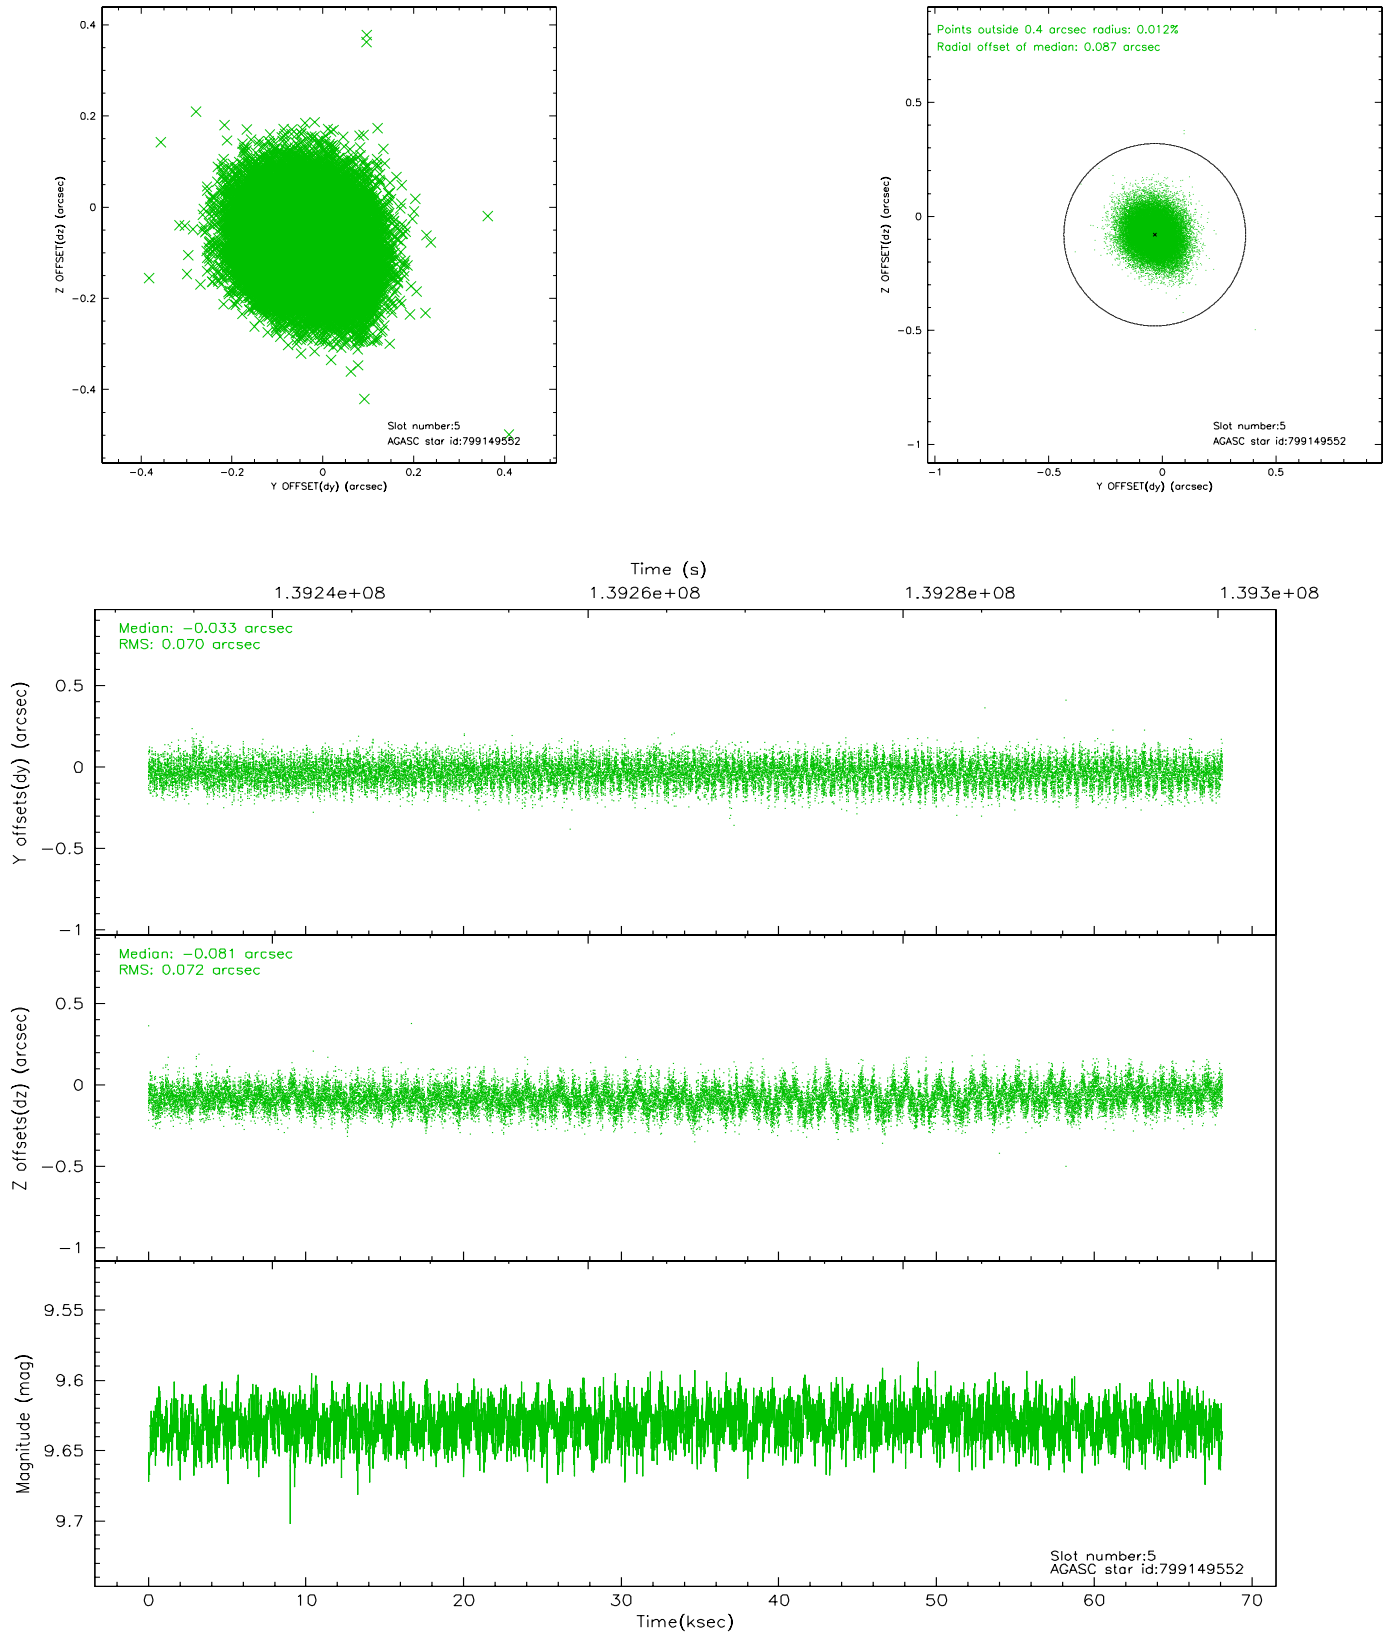 0.4
0.2
0
-0.2
-0.4
Z OFFSET(dz) (arcsec)
Slot number:5
AGASC star id:799149552
-0.4 -0.2 0 0.2 0.4
Y OFFSET(dy) (arcsec)
Points outside 0.4 arcsec radius: 0.012%
Radial offset of median: 0.087 arcsec
0.5
0
-0.5
-1
Z OFFSET(dz) (arcsec)
Slot number:5
AGASC star id:799149552
-1 -0.5 0 0.5
Y OFFSET(dy) (arcsec)
Time (s)
1.3924e+08 1.3926e+08 1.3928e+08 1.393e+08
Median: -0.033 arcsec
RMS: 0.070 arcsec
0.5
0
-0.5
-1
Y offsets(dy) (arcsec)
Median: -0.081 arcsec
RMS: 0.072 arcsec
0.5
0
-0.5
-1
Z offsets(dz) (arcsec)
9.55
9.6
9.65
9.7
Magnitude (mag)
Slot number:5
AGASC star id:799149552
0 10 20 30 40 50 60 70
Time(ksec)